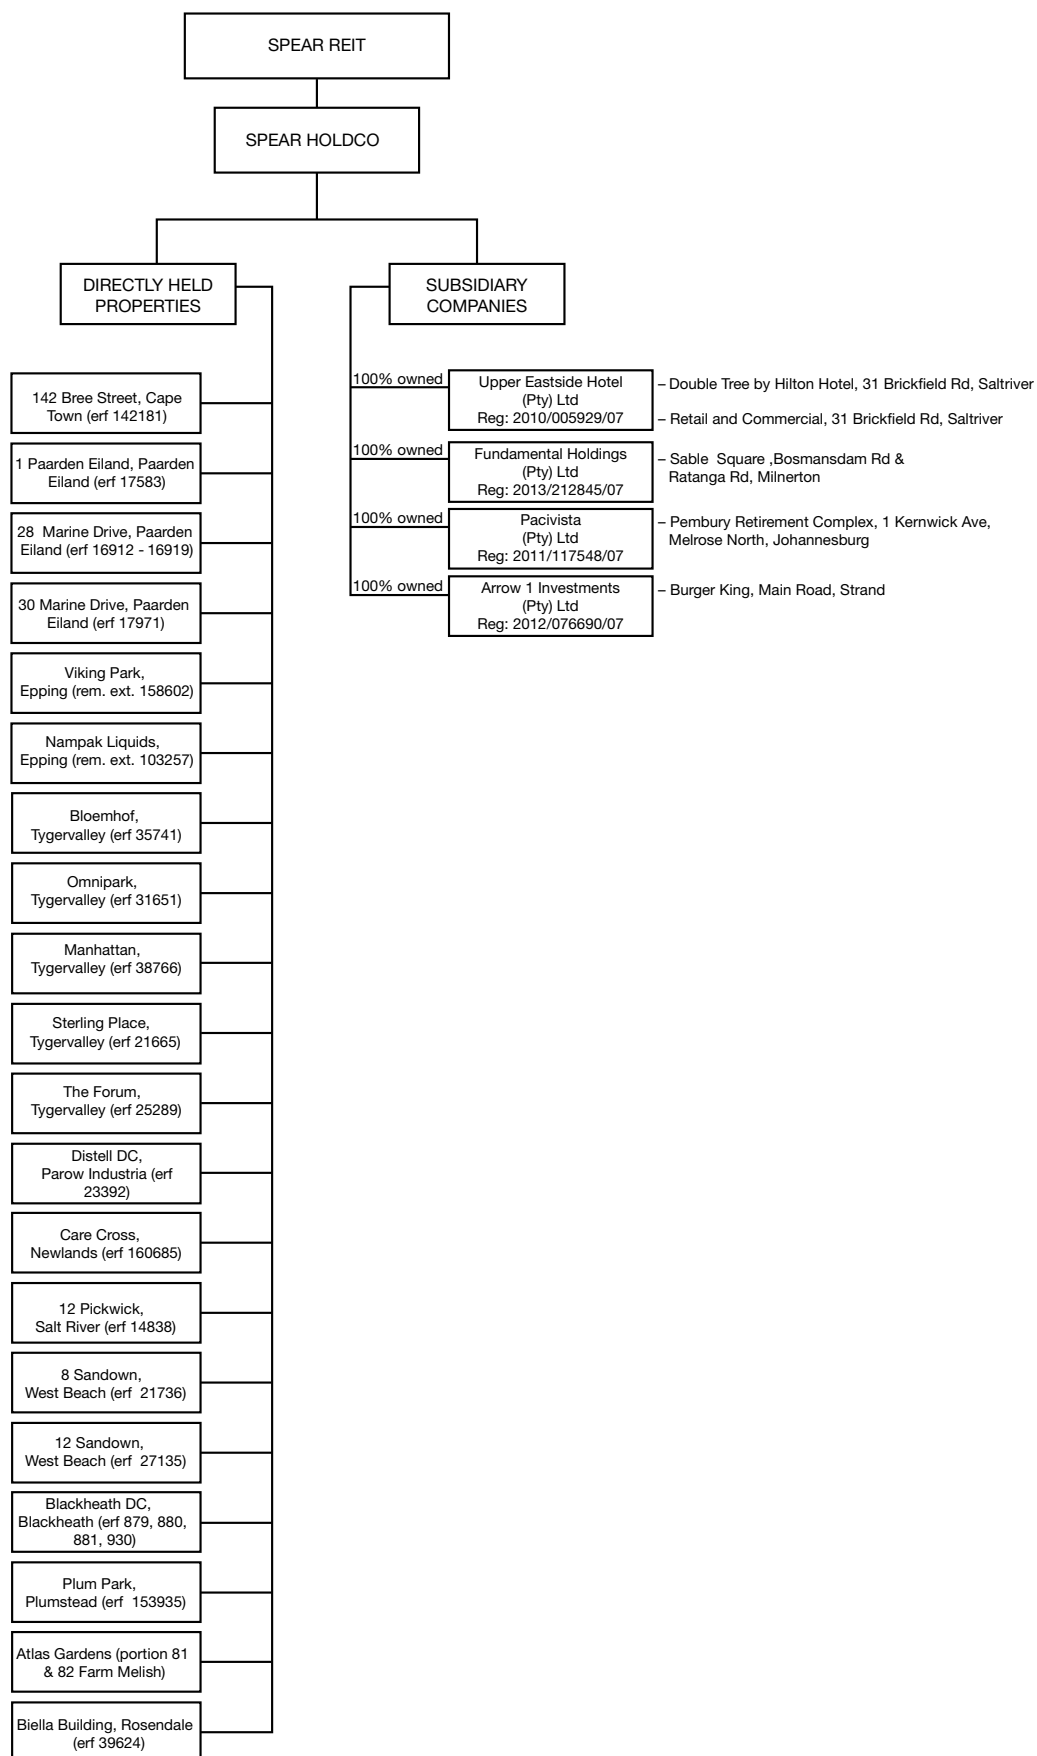 SPEAR REIT
SPEAR HOLDCO
DIRECTLY HELD
PROPERTIES
142 Bree Street, Cape
Town (erf 142181)
1 Paarden Eiland, Paarden
Eiland (erf 17583)
28 Marine Drive, Paarden
Eiland (erf 16912 - 16919)
30 Marine Drive, Paarden
Eiland (erf 17971)
Viking Park,
Epping (rem. ext. 158602)
Nampak Liquids,
Epping (rem. ext. 103257)
Bloemhof,
Tygervalley (erf 35741)
Omnipark,
Tygervalley (erf 31651)
Manhattan,
Tygervalley (erf 38766)
Sterling Place,
Tygervalley (erf 21665)
The Forum,
Tygervalley (erf 25289)
Distell DC,
Parow Industria (erf
23392)
Care Cross,
Newlands (erf 160685)
12 Pickwick,
Salt River (erf 14838)
8 Sandown,
West Beach (erf 21736)
12 Sandown,
West Beach (erf 27135)
Blackheath DC,
Blackheath (erf 879, 880,
881, 930)
Plum Park,
Plumstead (erf 153935)
Atlas Gardens (portion 81
& 82 Farm Melish)
Biella Building, Rosendale
(erf 39624)
SUBSIDIARY
COMPANIES
100% owned
Upper Eastside Hotel
(Pty) Ltd
Reg: 2010/005929/07
– Double Tree by Hilton Hotel, 31 Brickfield Rd, Saltriver
– Retail and Commercial, 31 Brickfield Rd, Saltriver
100% owned
Fundamental Holdings
(Pty) Ltd
Reg: 2013/212845/07
– Sable Square ,Bosmansdam Rd &
Ratanga Rd, Milnerton
100% owned
Pacivista
(Pty) Ltd
Reg: 2011/117548/07
– Pembury Retirement Complex, 1 Kernwick Ave,
Melrose North, Johannesburg
100% owned
Arrow 1 Investments
(Pty) Ltd
Reg: 2012/076690/07
– Burger King, Main Road, Strand